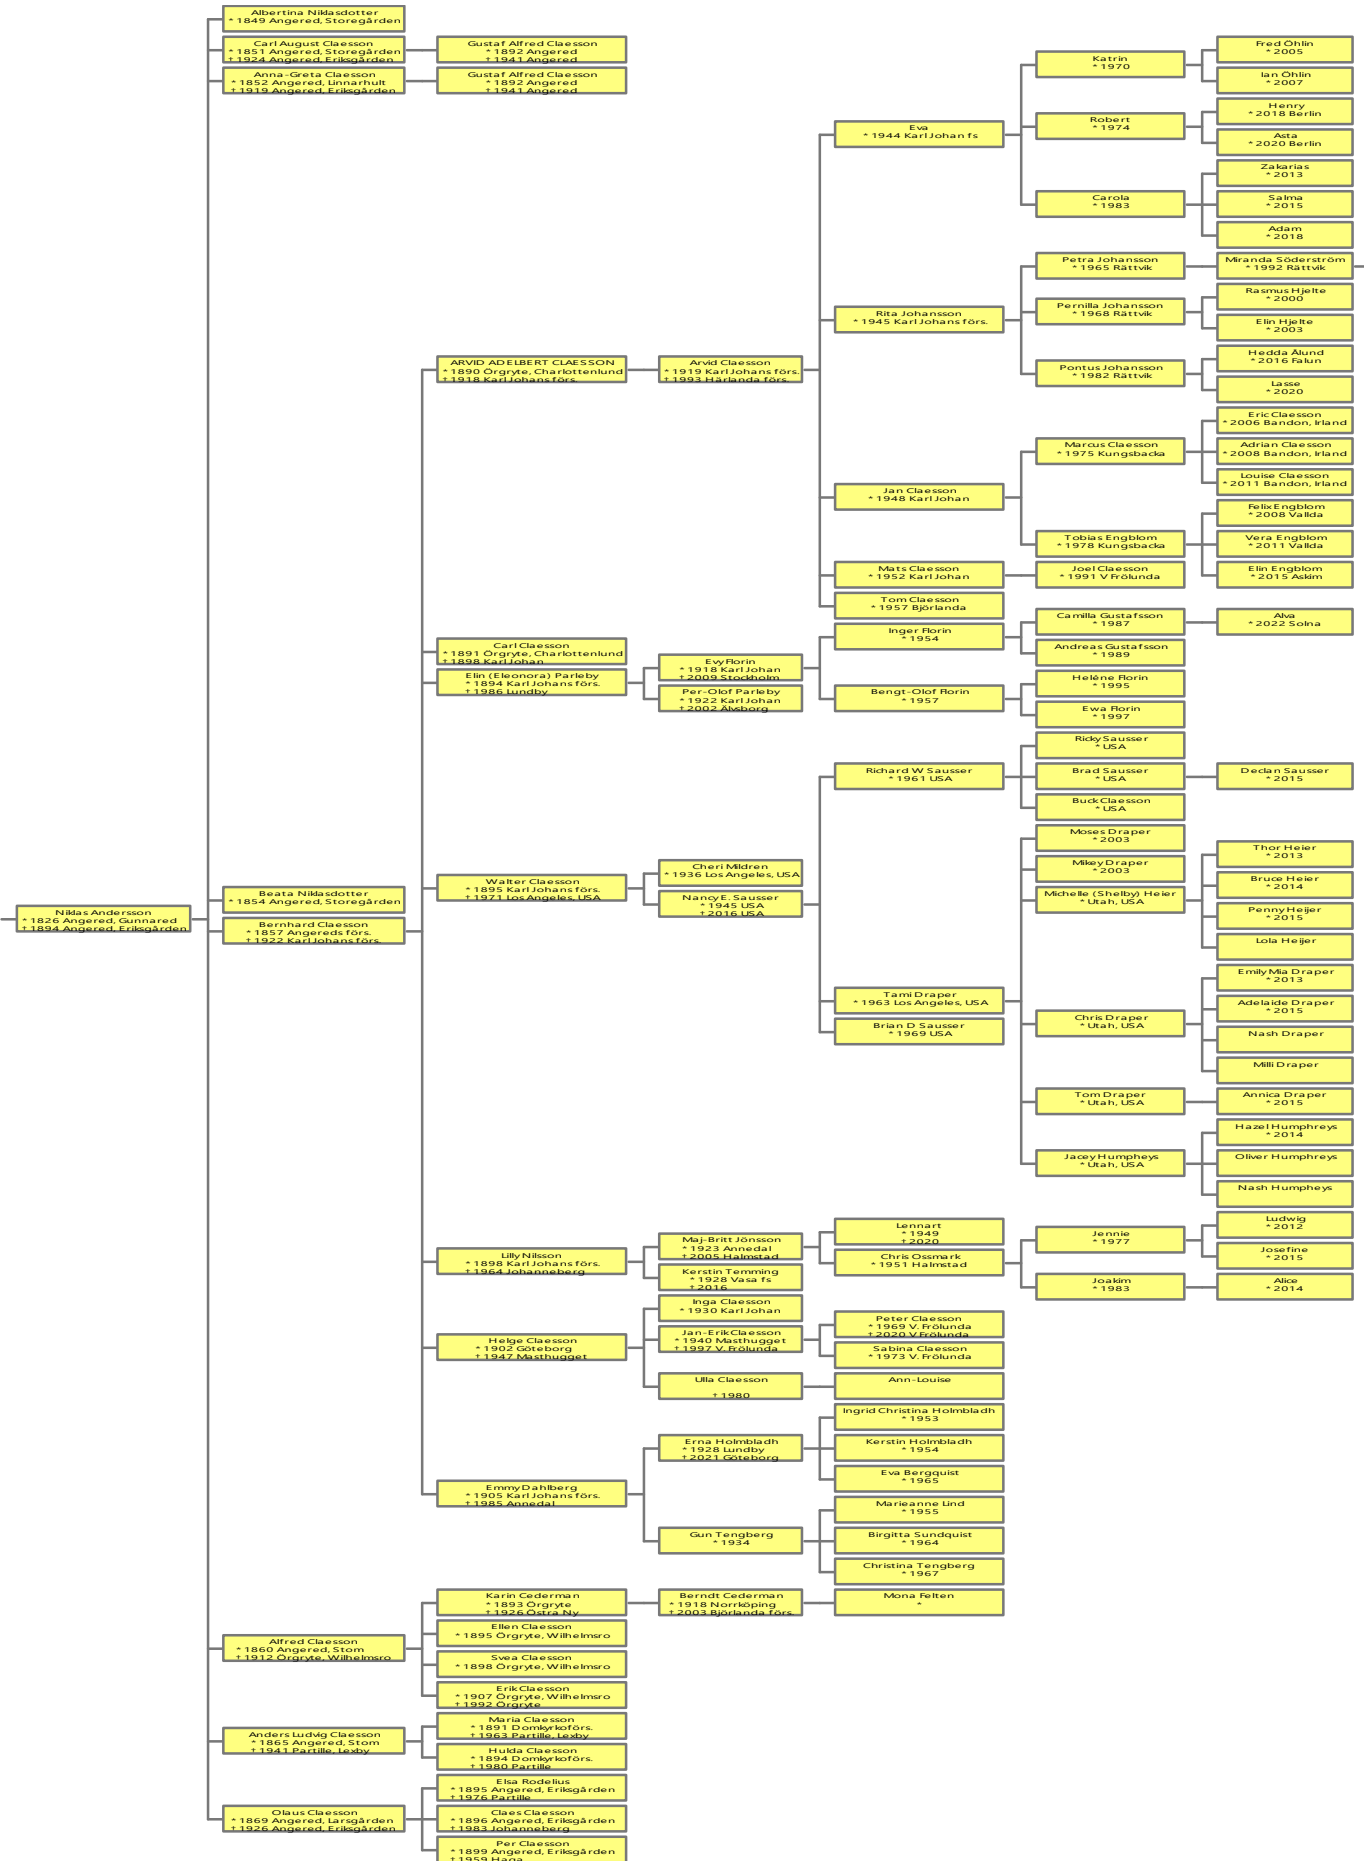 Albertina Niklasdotter
* 1849 Angered, Storegården
Carl August Claesson
* 1851 Angered, Storegården
† 1924 Angered, Eriksgården
Gustaf Alfred Claesson
* 1892 Angered
† 1941 Angered
Anna-Greta Claesson
* 1852 Angered, Linnarhult
† 1919 Angered, Eriksgården
Gustaf Alfred Claesson
* 1892 Angered
† 1941 Angered
Fred Öhlin
* 2005
Katrin
* 1970
Ian Öhlin
* 2007
Henry
* 2018 Berlin
Eva
* 1944 Karl Johan fs
Robert
* 1974
Asta
* 2020 Berlin
Zakarias
* 2013
Carola
* 1983
Salma
* 2015
Adam
* 2018
Petra Johansson
* 1965 Rättvik
Miranda Söderström
* 1992 Rättvik
Rasmus Hjelte
* 2000
Rita Johansson
* 1945 Karl Johans förs.
Pernilla Johansson
* 1968 Rättvik
Elin Hjelte
* 2003
Hedda Ålund
* 2016 Falun
ARVID ADELBERT CLAESSON
* 1890 Örgryte, Charlottenlund
† 1918 Karl Johans förs.
Arvid Claesson
* 1919 Karl Johans förs.
† 1993 Härlanda förs.
Pontus Johansson
* 1982 Rättvik
Lasse
* 2020
Eric Claesson
* 2006 Bandon, Irland
Marcus Claesson
* 1975 Kungsbacka
Adrian Claesson
* 2008 Bandon, Irland
Louise Claesson
* 2011 Bandon, Irland
Jan Claesson
* 1948 Karl Johan
Felix Engblom
* 2008 Vallda
Tobias Engblom
* 1978 Kungsbacka
Vera Engblom
* 2011 Vallda
Elin Engblom
* 2015 Askim
Mats Claesson
* 1952 Karl Johan
Joel Claesson
* 1991 V Frölunda
Tom Claesson
* 1957 Björlanda
Camilla Gustafsson
* 1987
Alva
* 2022 Solna
Carl Claesson
* 1891 Örgryte, Charlottenlund
† 1898 Karl Johan
Inger Florin
* 1954
Andreas Gustafsson
* 1989
Elin (Eleonora) Parleby
* 1894 Karl Johans förs.
† 1986 Lundby
Evy Florin
* 1918 Karl Johan
† 2009 Stockholm
Heléne Florin
* 1995
Per-Olof Parleby
* 1922 Karl Johan
† 2002 Älvsborg
Bengt-Olof Florin
* 1957
Ewa Florin
* 1997
Ricky Sausser
* USA
Richard W Sausser
* 1961 USA
Brad Sausser
* USA
Declan Sausser
* 2015
Buck Claesson
* USA
Moses Draper
* 2003
Thor Heier
* 2013
Walter Claesson
* 1895 Karl Johans förs.
† 1971 Los Angeles, USA
Cheri Mildren
* 1936 Los Angeles, USA
Mikey Draper
* 2003
Bruce Heier
* 2014
Nancy E. Sausser
* 1945 USA
† 2016 USA
Michelle (Shelby) Heier
* Utah, USA
Penny Heijer
* 2015
Lola Heijer
Beata Niklasdotter
* 1854 Angered, Storegården
Niklas Andersson
* 1826 Angered, Gunnared
† 1894 Angered, Eriksgården
Bernhard Claesson
* 1857 Angereds förs.
† 1922 Karl Johans förs.
Emily Mia Draper
* 2013
Tami Draper
* 1963 Los Angeles, USA
Adelaide Draper
* 2015
Brian D Sausser
* 1969 USA
Chris Draper
* Utah, USA
Nash Draper
Milli Draper
Tom Draper
* Utah, USA
Annica Draper
* 2015
Hazel Humphreys
* 2014
Jacey Humpheys
* Utah, USA
Oliver Humphreys
Nash Humpheys
Lilly Nilsson
* 1898 Karl Johans förs.
† 1964 Johanneberg
Maj-Britt Jönsson
* 1923 Annedal
† 2005 Halmstad
Lennart
* 1949
† 2020
Jennie
* 1977
Ludwig
* 2012
Josefine
* 2015
Kerstin Temming
* 1928 Vasa fs
† 2016
Chris Ossmark
* 1951 Halmstad
Joakim
* 1983
Alice
* 2014
Inga Claesson
* 1930 Karl Johan
Helge Claesson
* 1902 Göteborg
† 1947 Masthugget
Jan-Erik Claesson
* 1940 Masthugget
† 1997 V. Frölunda
Peter Claesson
* 1969 V. Frölunda
† 2020 V Frölunda
Sabina Claesson
* 1973 V. Frölunda
Ulla Claesson
† 1980
Ann-Louise
Ingrid Christina Holmbladh
* 1953
Erna Holmbladh
* 1928 Lundby
† 2021 Göteborg
Kerstin Holmbladh
* 1954
Eva Bergquist
* 1965
Emmy Dahlberg
* 1905 Karl Johans förs.
† 1985 Annedal
Marieanne Lind
* 1955
Gun Tengberg
* 1934
Birgitta Sundquist
* 1964
Christina Tengberg
* 1967
Karin Cederman
* 1893 Örgryte
† 1926 Östra Ny
Berndt Cederman
* 1918 Norrköping
† 2003 Björlanda förs.
Mona Felten
*
Alfred Claesson
* 1860 Angered, Stom
† 1912 Örgryte, Wilhelmsro
Ellen Claesson
* 1895 Örgryte, Wilhelmsro
Svea Claesson
* 1898 Örgryte, Wilhelmsro
Erik Claesson
* 1907 Örgryte, Wilhelmsro
† 1992 Örgryte
Anders Ludvig Claesson
* 1865 Angered, Stom
† 1941 Partille, Lexby
Maria Claesson
* 1891 Domkyrkoförs.
† 1963 Partille, Lexby
Hulda Claesson
* 1894 Domkyrkoförs.
† 1980 Partille
Elsa Rodelius
* 1895 Angered, Eriksgården
† 1976 Partille
Olaus Claesson
* 1869 Angered, Larsgården
† 1926 Angered, Eriksgården
Claes Claesson
* 1896 Angered, Eriksgården
† 1983 Johanneberg
Per Claesson
* 1899 Angered, Eriksgården
† 1959 Haga